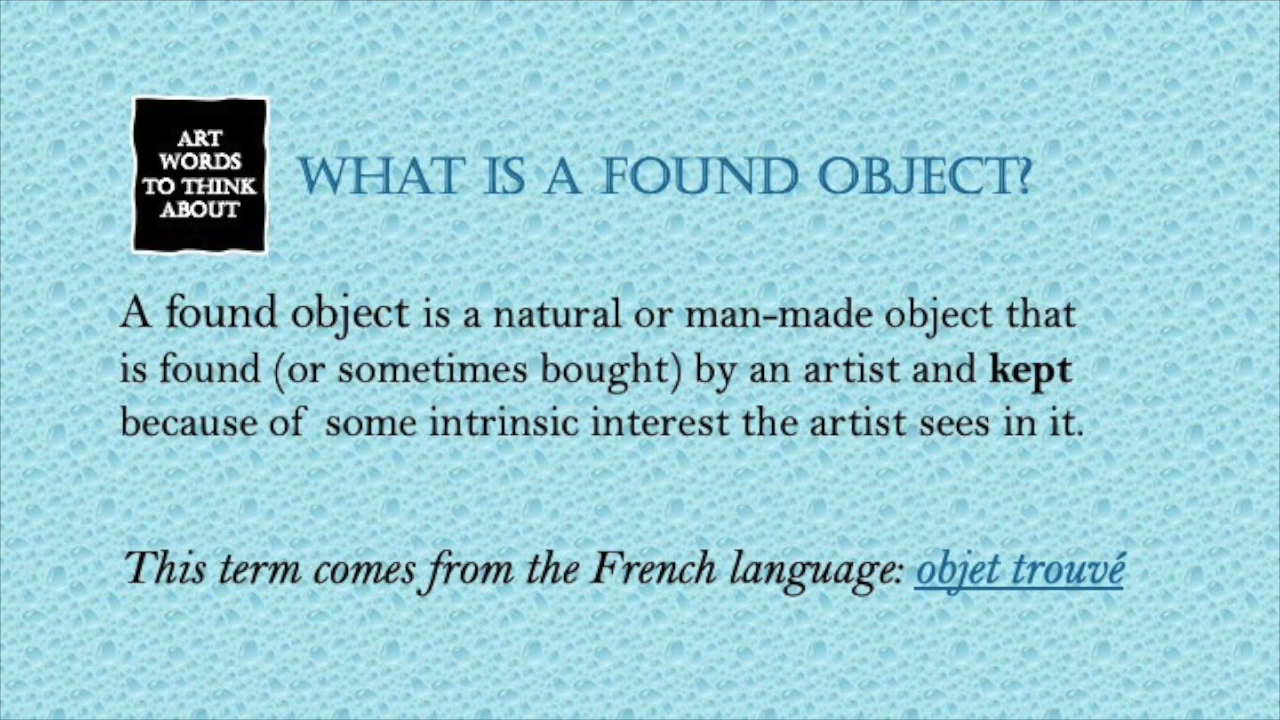 ART
WORDS
TO THINK
ABOUT
WHAT IS A FOUND OBJECT?
A found object is a natural or man-made object that
is found (or sometimes bought) by an artist and kept
because of some intrinsic interest the artist sees in it.
This term comes from the French language: objet trouvé